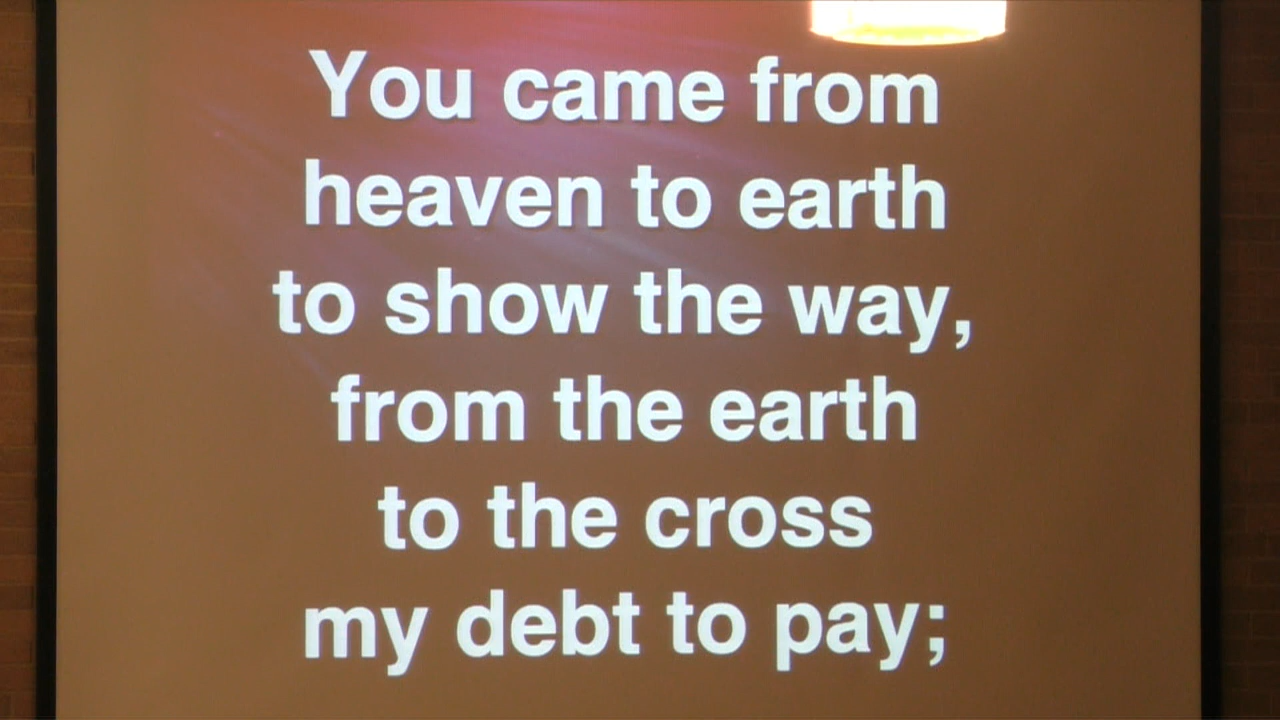 You came from
heaven to earth
to show the way,
from the earth
to the cross
my debt to pay;